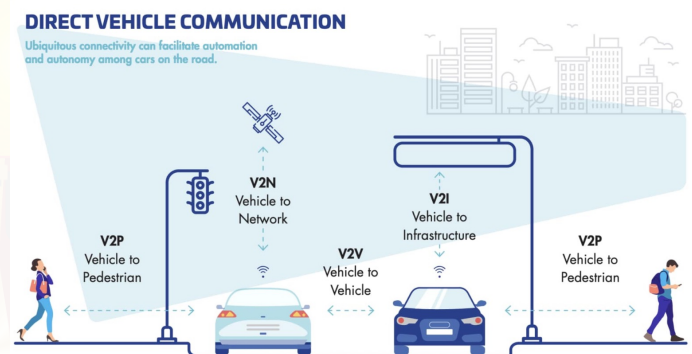 DIRECT VEHICLE COMMUNICATION
Ubiquitous connectivity can facilitate automation
and autonomy among cars on the road.
V2N
Vehicle to
Network
V2I
Vehicle to
Infrastructure
V2P
Vehicle to
Pedestrian
V2V
Vehicle to
Vehicle
V2P
Vehicle to
Pedestrian